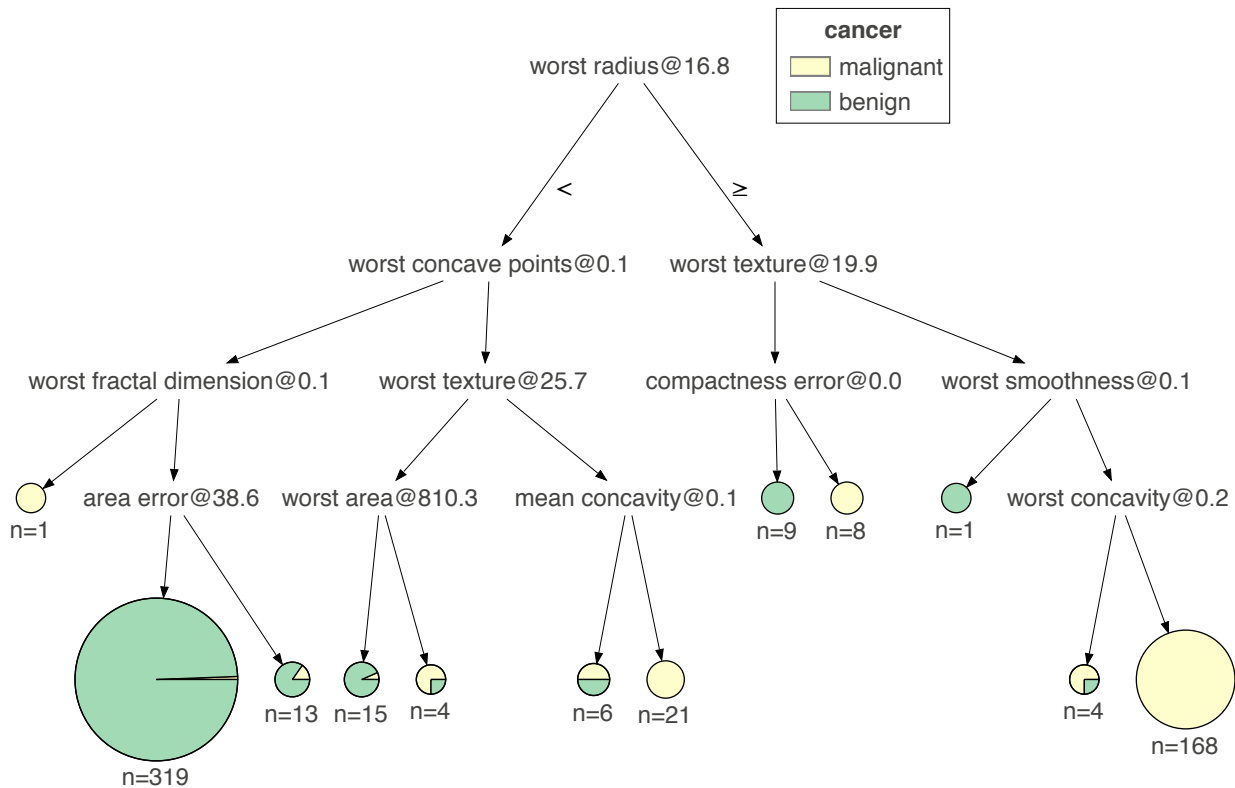 cancer
malignant
benign
worst radius@16.8
<
≥
worst concave points@0.1
worst texture@19.9
worst fractal dimension@0.1
worst texture@25.7
compactness error@0.0
worst smoothness@0.1
n=1
area error@38.6
worst area@810.3
mean concavity@0.1
n=9
n=8
n=1
worst concavity@0.2
n=319
n=13
n=15
n=4
n=6
n=21
n=4
n=168